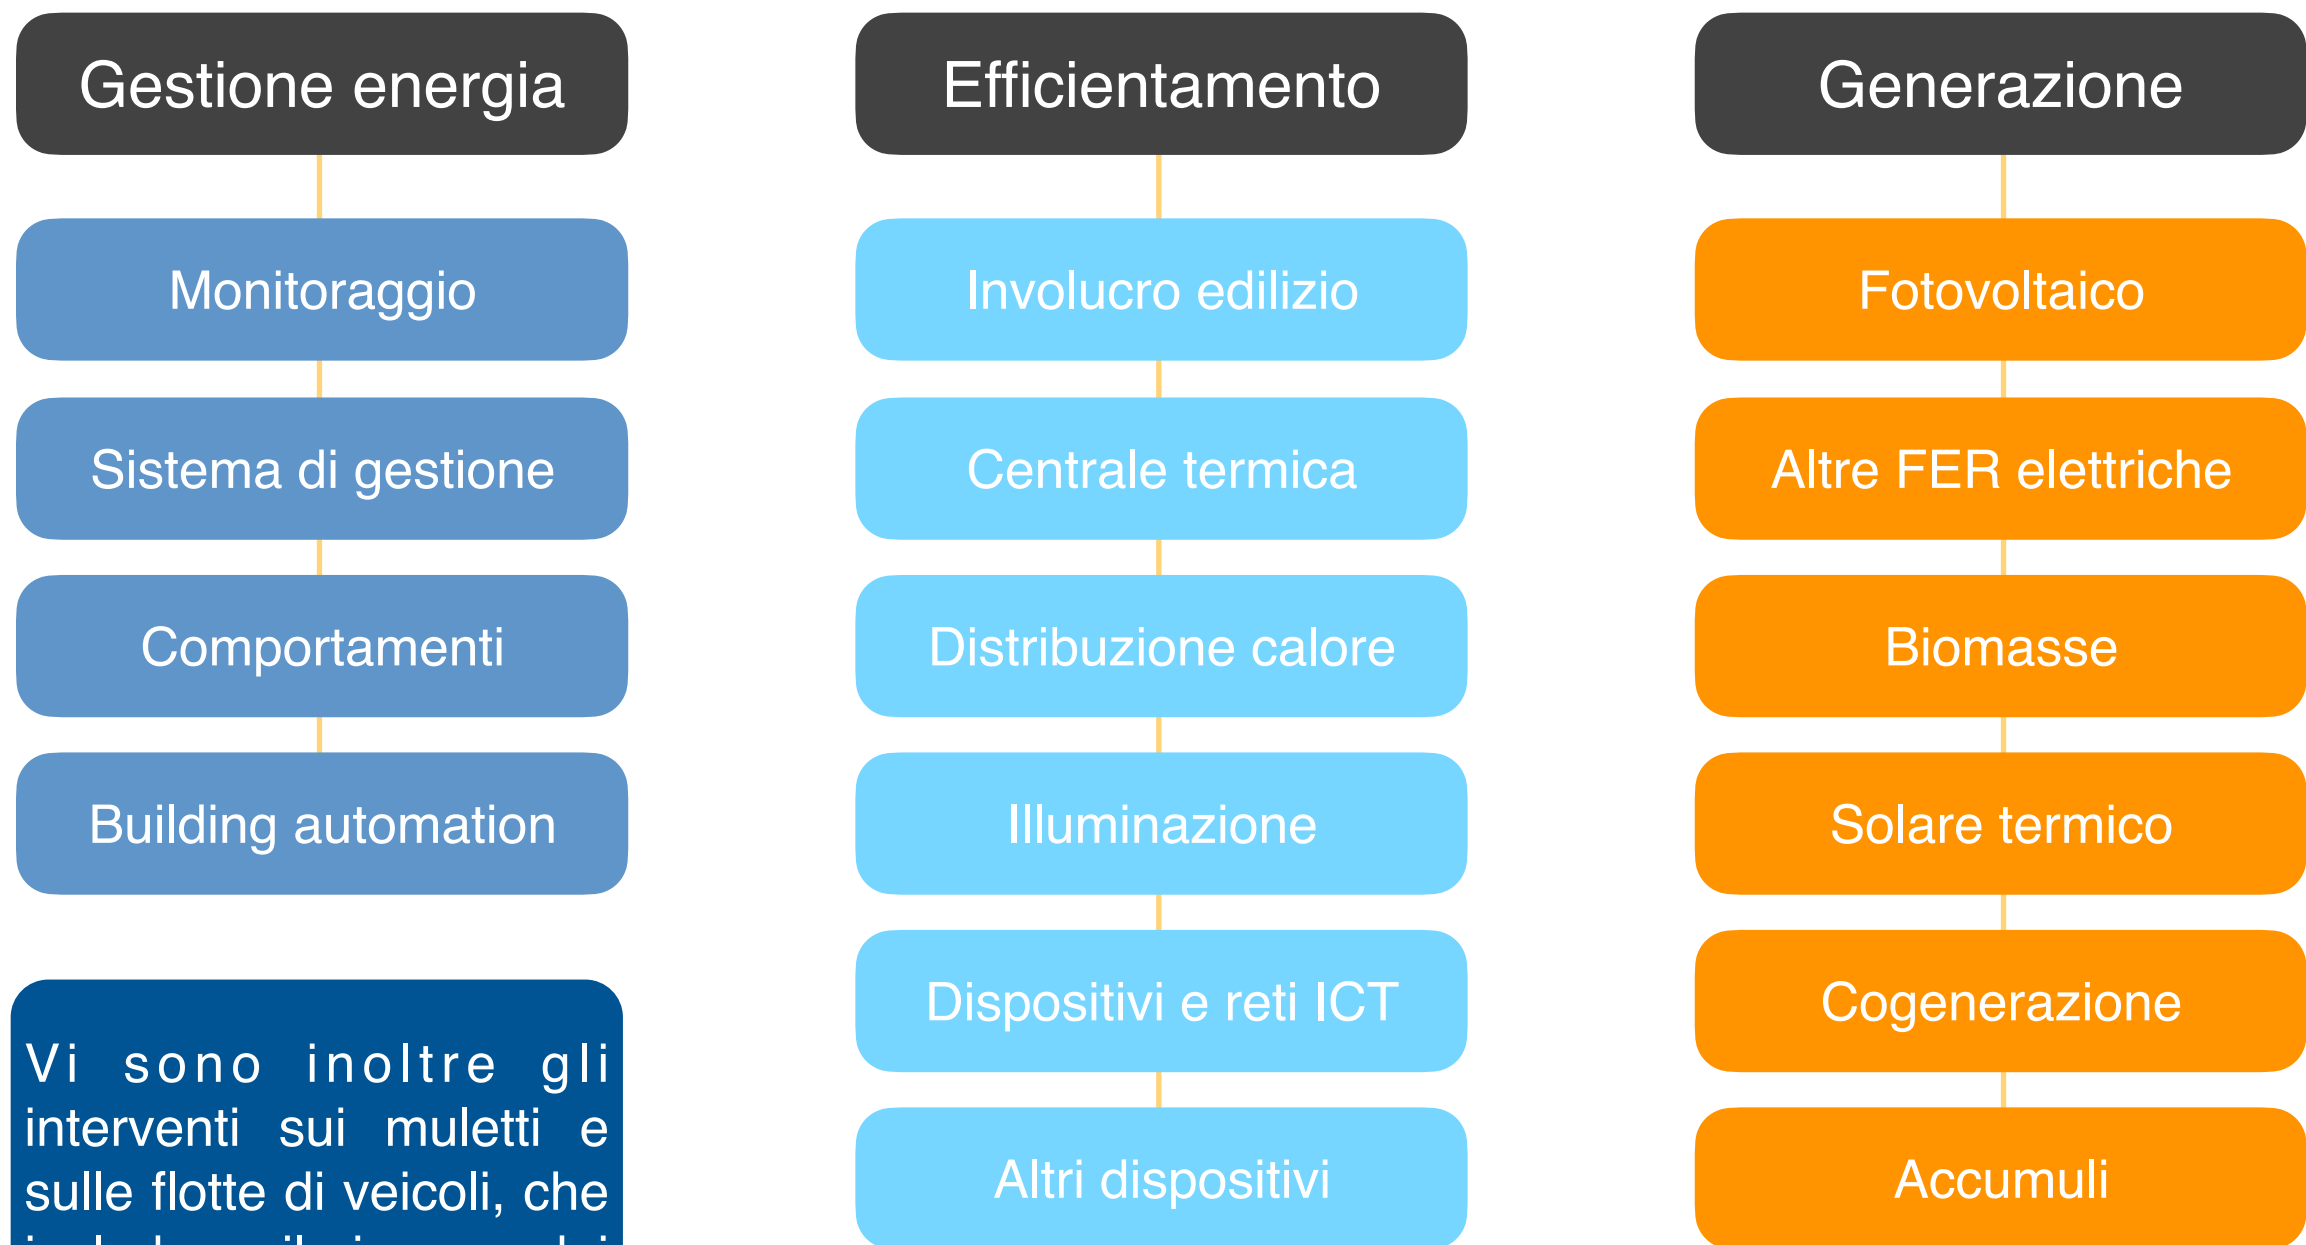 Gestione energia
Monitoraggio
Sistema di gestione
Comportamenti
Building automation
Vi sono inoltre gli
interventi sui muletti e
sulle flotte di veicoli, che
Efficientamento
Involucro edilizio
Centrale termica
Distribuzione calore
Illuminazione
Dispositivi e reti ICT
Altri dispositivi
Generazione
Fotovoltaico
Altre FER elettriche
Biomasse
Solare termico
Cogenerazione
Accumuli